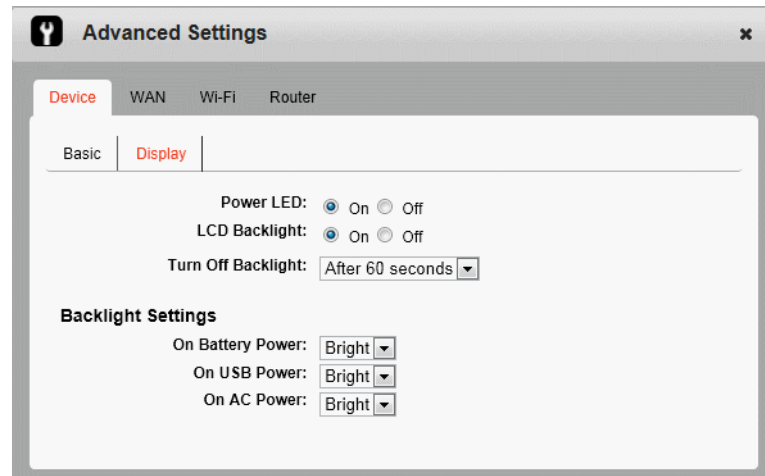 Advanced Settings
Device WAN Wi-Fi Router
Basic Display
Power LED: On Off
LCD Backlight: On Off
Turn Off Backlight: After 60 seconds
Backlight Settings
On Battery Power: Bright
On USB Power: Bright
On AC Power: Bright